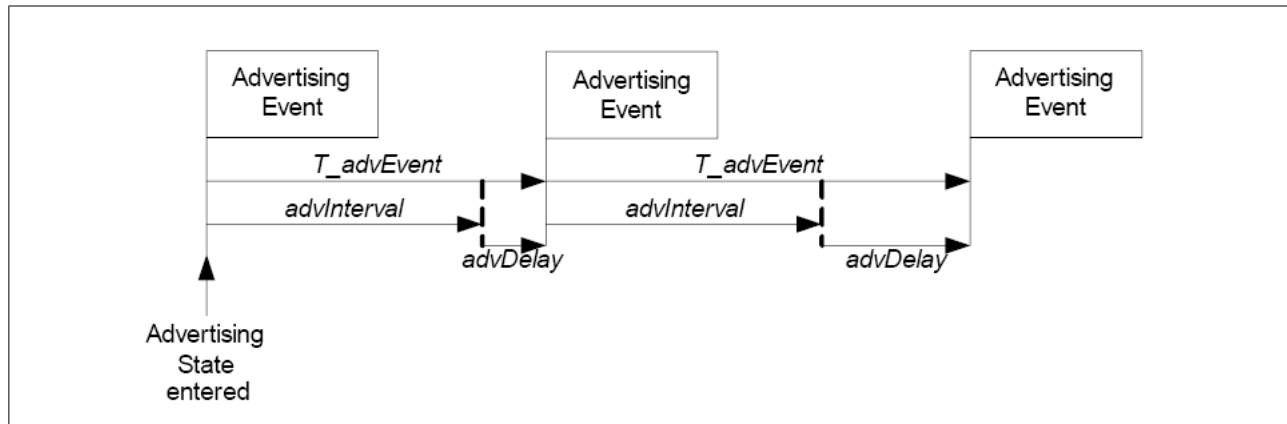 Advertising
Event
Advertising
Event
Advertising
Event
T_advEvent
T_advEvent
advInterval
advInterval
advDelay
advDelay
Advertising
State
entered